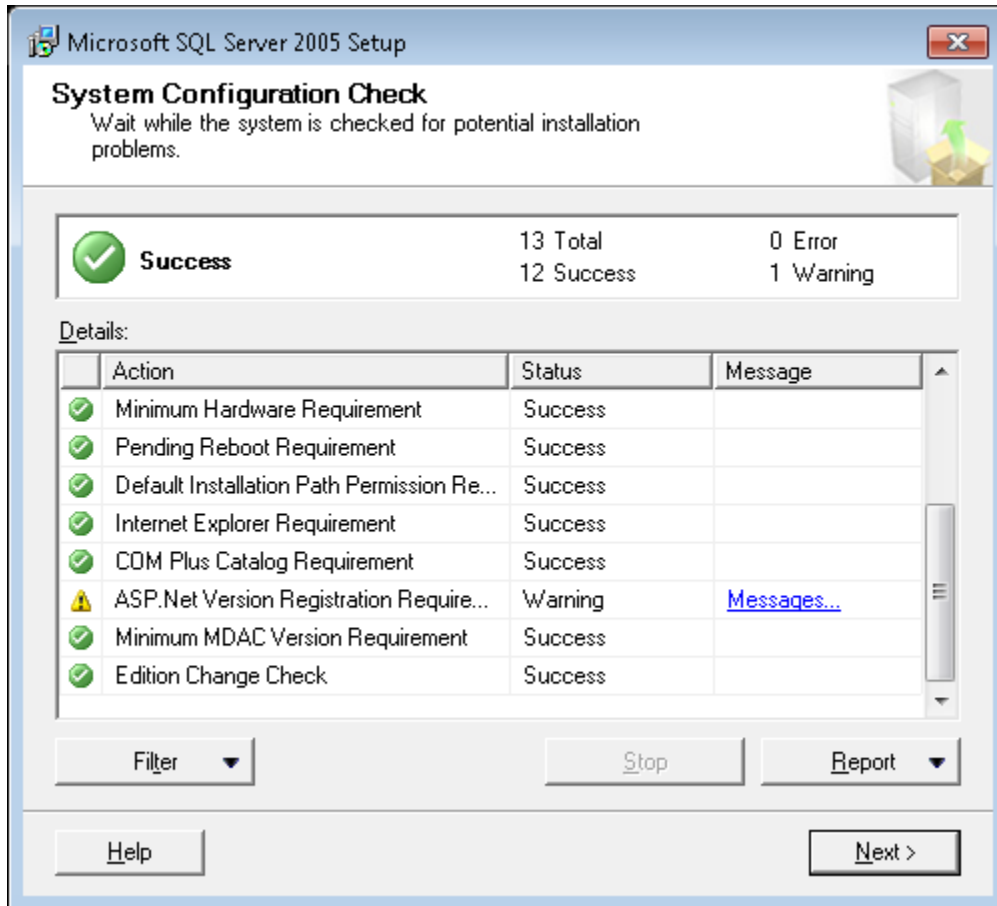 Microsoft SQL Server 2005 Setup
System Configuration Check
Wait while the system is checked for potential installation
problems.
Success
13 Total
0 Error
12 Success
1 Warning
Details:
Action Status Message
Minimum Hardware Requirement Success
Pending Reboot Requirement Success
Default Installation Path Permission Re... Success
Internet Explorer Requirement Success
COM Plus Catalog Requirement Success
ASP.Net Version Registration Require... Warning Messages...
Minimum MDAC Version Requirement Success
Edition Change Check Success
Filter Stop Report
Help Next >